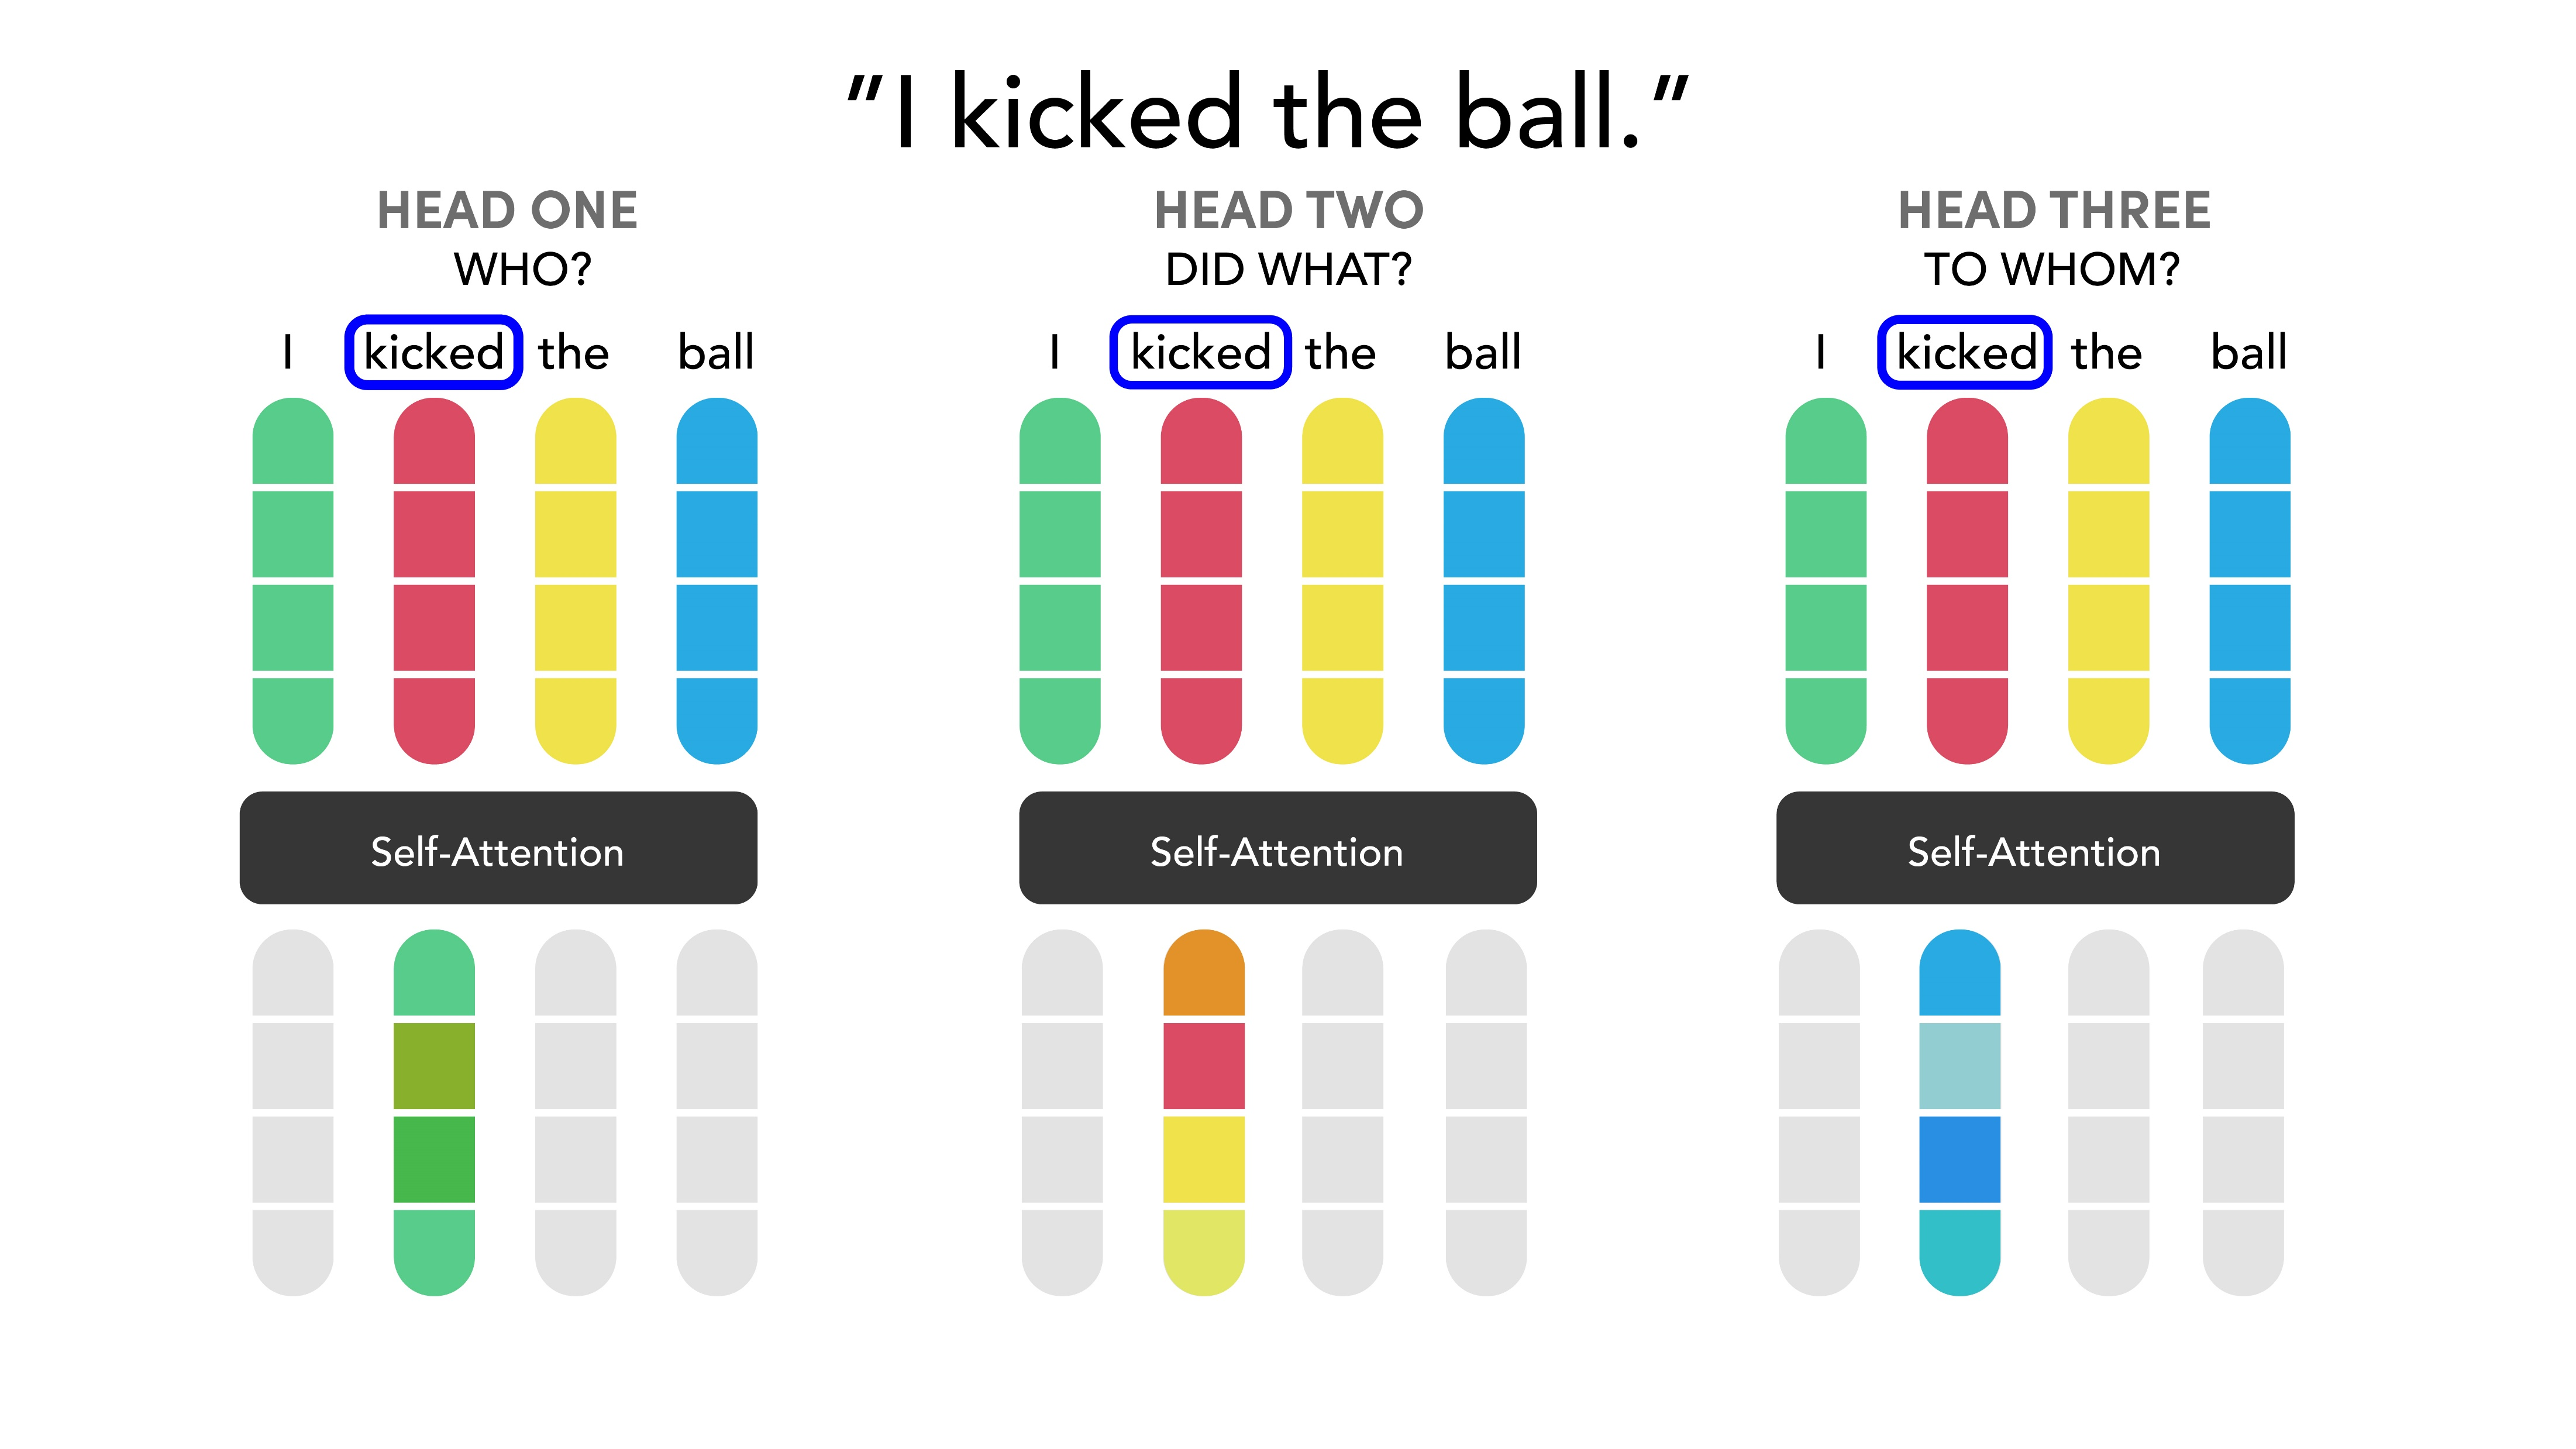 "I kicked the ball."
HEAD ONE
WHO?
I kicked the ball
Self-Attention
HEAD TWO
DID WHAT?
I kicked the ball
Self-Attention
HEAD THREE
TO WHOM?
I kicked the ball
Self-Attention